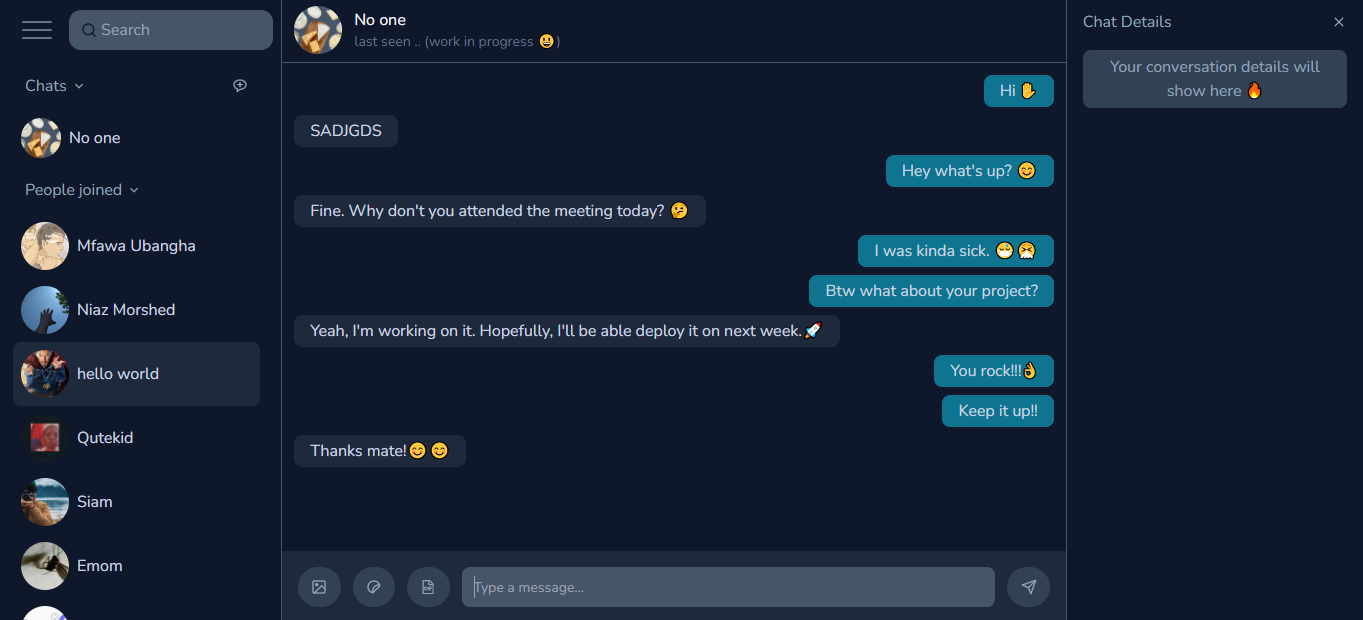 Search
Chats
No one
People joined
Mfawa Ubangha
Niaz Morshed
hello world
Qutekid
Siam
Emom
No one
last seen .. (work in progress 😃)
Hi ✋
SADJGDS
Hey what's up? 😊
Fine. Why don't you attended the meeting today? 🤔
I was kinda sick. 😷🤧
Btw what about your project?
Yeah, I'm working on it. Hopefully, I'll be able deploy it on next week.🚀
You rock!!!👌
Keep it up!!
Thanks mate!😊😊
Type a message...
Chat Details
Your conversation details will
show here 🔥